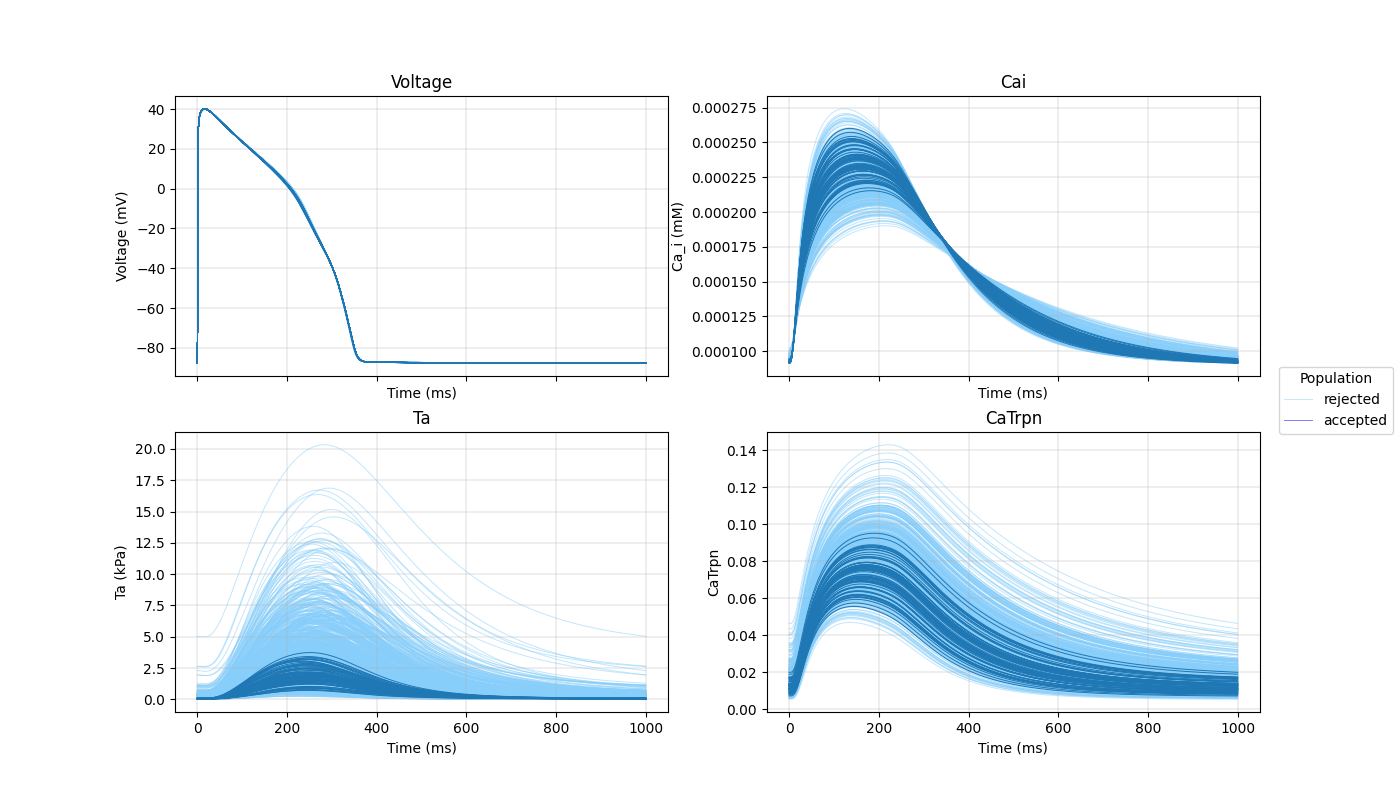 Voltage
40
20
0
−20
−40
−60
−80
Voltage (mV)
Time (ms)
Cai
0.000275
0.000250
0.000225
0.000200
0.000175
0.000150
0.000125
0.000100
Ca_i (mM)
Time (ms)
Population
rejected
accepted
Ta
20.0
17.5
15.0
12.5
10.0
7.5
5.0
2.5
0.0
Ta (kPa)
0 200 400 600 800 1000
Time (ms)
CaTrpn
0.14
0.12
0.10
0.08
0.06
0.04
0.02
0.00
CaTrpn
0 200 400 600 800 1000
Time (ms)